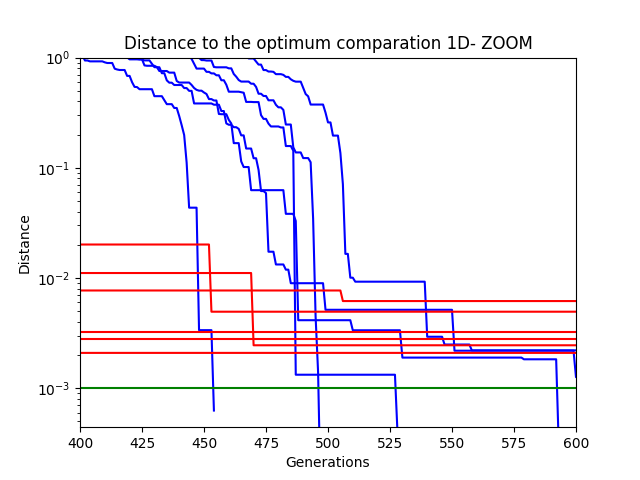 Distance to the optimum comparation 1D- ZOOM
10⁰
10⁻¹
10⁻²
10⁻³
Distance
400 425 450 475 500 525 550 575 600
Generations